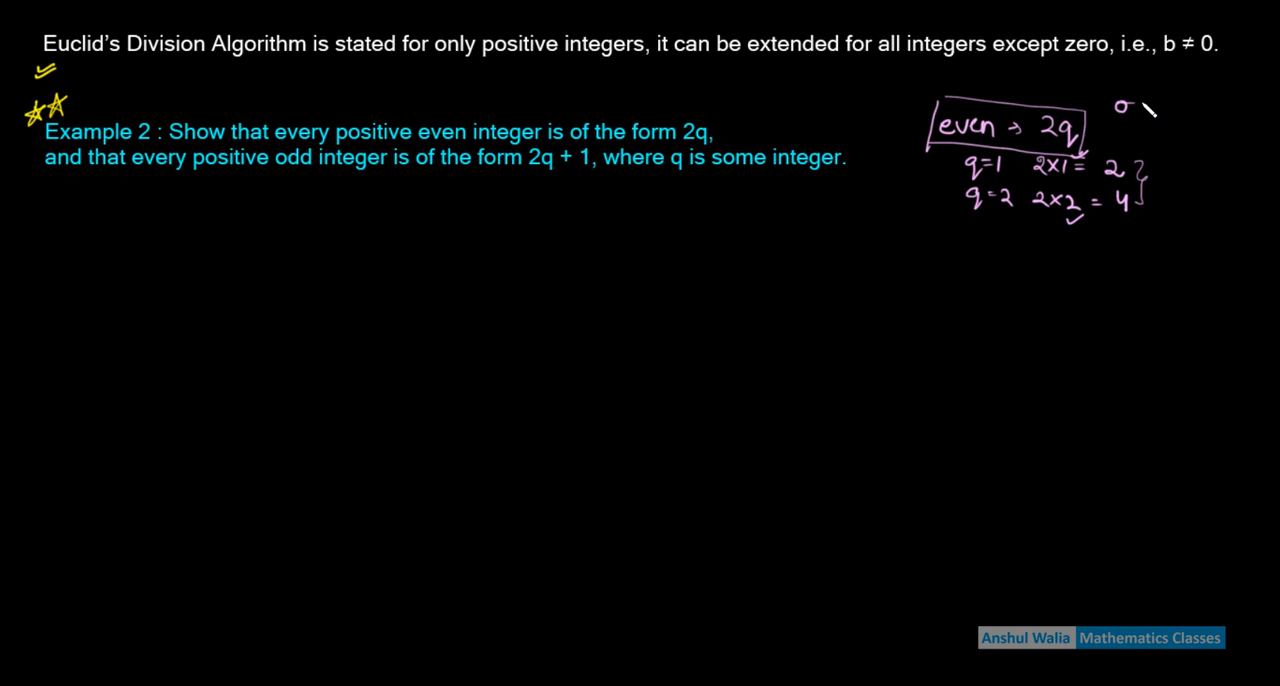 Euclid’s Division Algorithm is stated for only positive integers, it can be extended for all integers except zero, i.e., b ≠ 0.
Example 2 : Show that every positive even integer is of the form 2q,
and that every positive odd integer is of the form 2q + 1, where q is some integer.
even → 2q
o
q=1 2×1 = 2
q=2 2×2 = 4
Anshul Walia Mathematics Classes